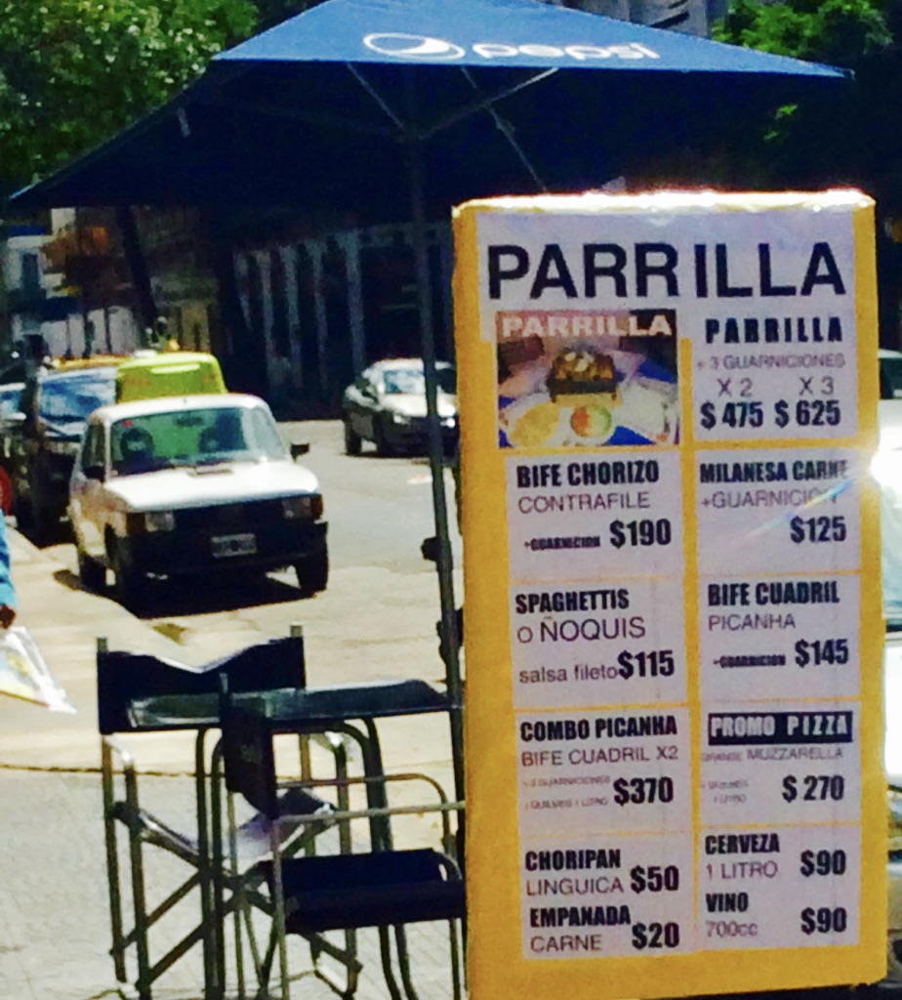 pepsi
PARRILLA
PARRILLA
PARRILLA
+ 3 GUARNICIONES
X 2 X 3
$ 475 $ 625
BIFE CHORIZO
CONTRAFILE
+GUARNICION $190
MILANESA CARNE
+GUARNICION
$125
SPAGHETTIS
O ÑOQUIS
salsa fileto $115
BIFE CUADRIL
PICANHA
+GUARNICION $145
COMBO PICANHA
BIFE CUADRIL X2
+ 3 GUARNICIONES
+ QUILMES 1 LITRO $370
PROMO PIZZA
GRANDE MUZZARELLA
+ QUILMES
1 LITRO $ 270
CHORIPAN
LINGUICA $50
EMPANADA
CARNE $20
CERVEZA
1 LITRO $90
VINO
700cc $90